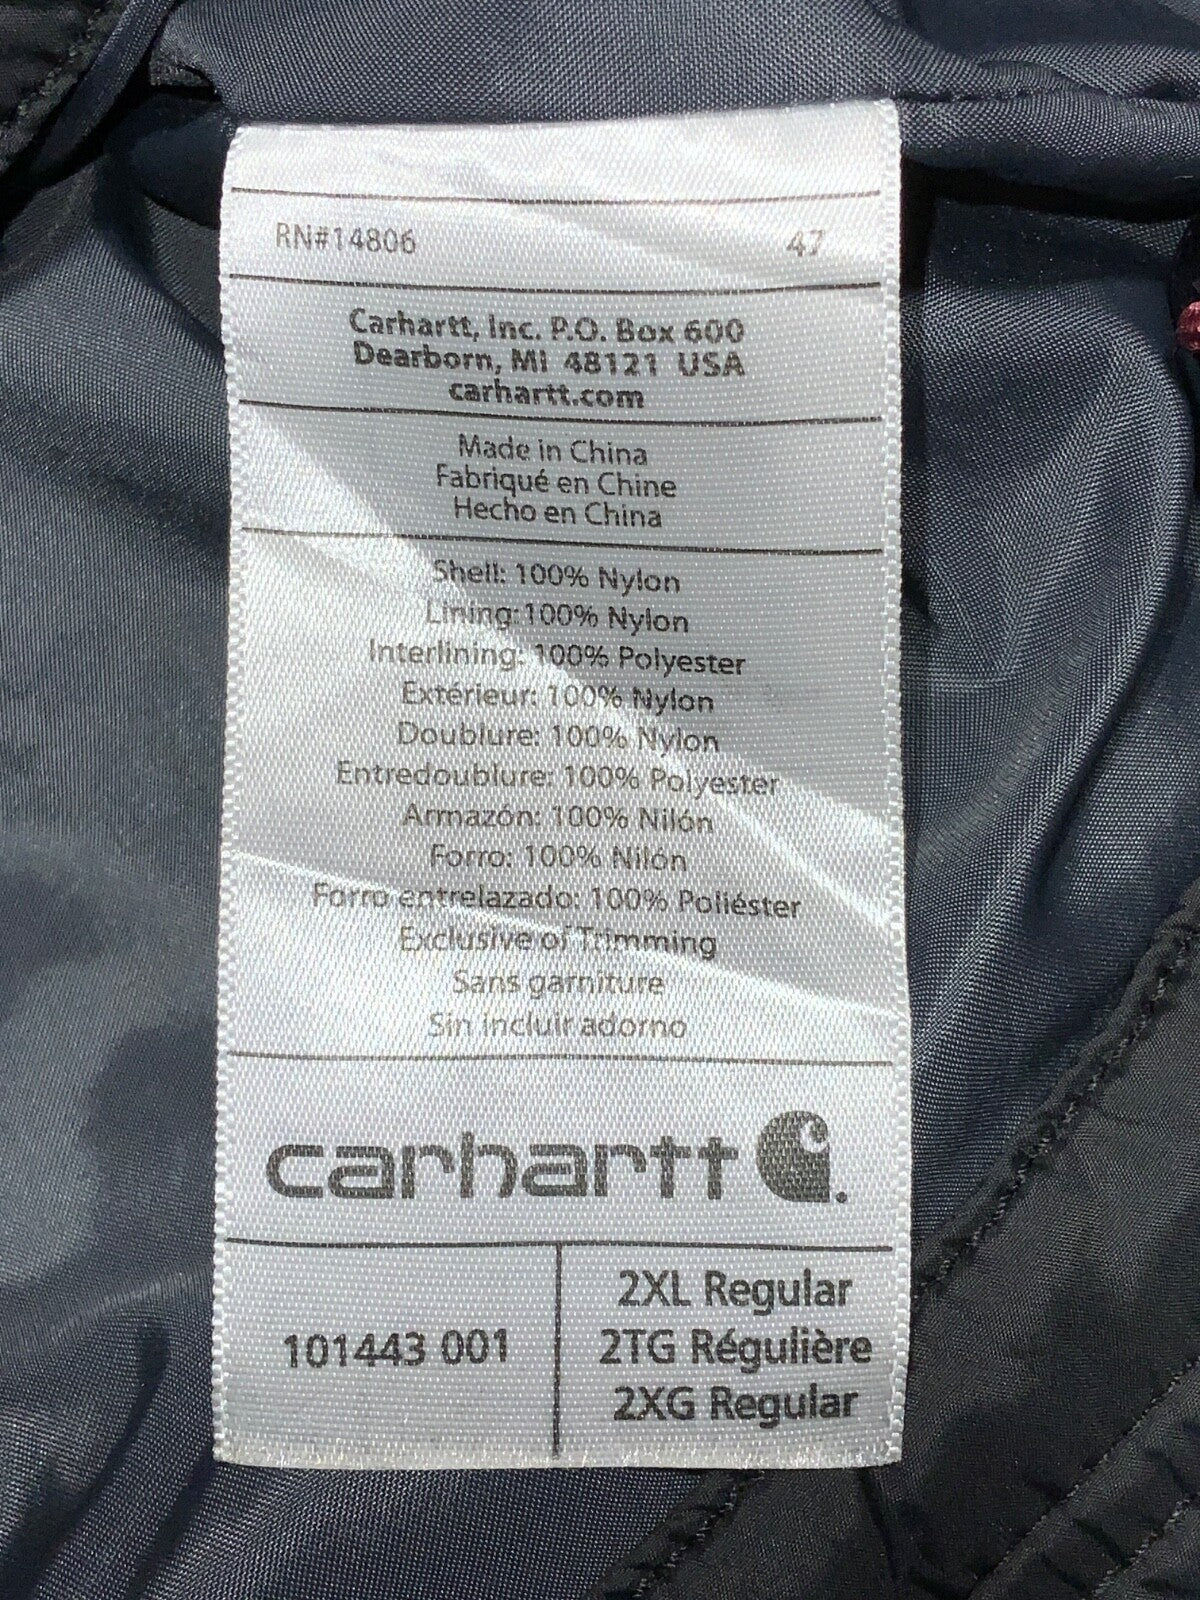 RN#14806 47
Carhartt, Inc. P.O. Box 600
Dearborn, MI 48121 USA
carhartt.com
Made in China
Fabriqué en Chine
Hecho en China
Shell: 100% Nylon
Lining: 100% Nylon
Interlining: 100% Polyester
Extérieur: 100% Nylon
Doublure: 100% Nylon
Entredoublure: 100% Polyester
Armazón: 100% Nilón
Forro: 100% Nilón
Forro entrelazado: 100% Poliéster
Exclusive of Trimming
Sans garniture
Sin incluir adorno
carhartt
101443 001
2XL Regular
2TG Régulière
2XG Regular